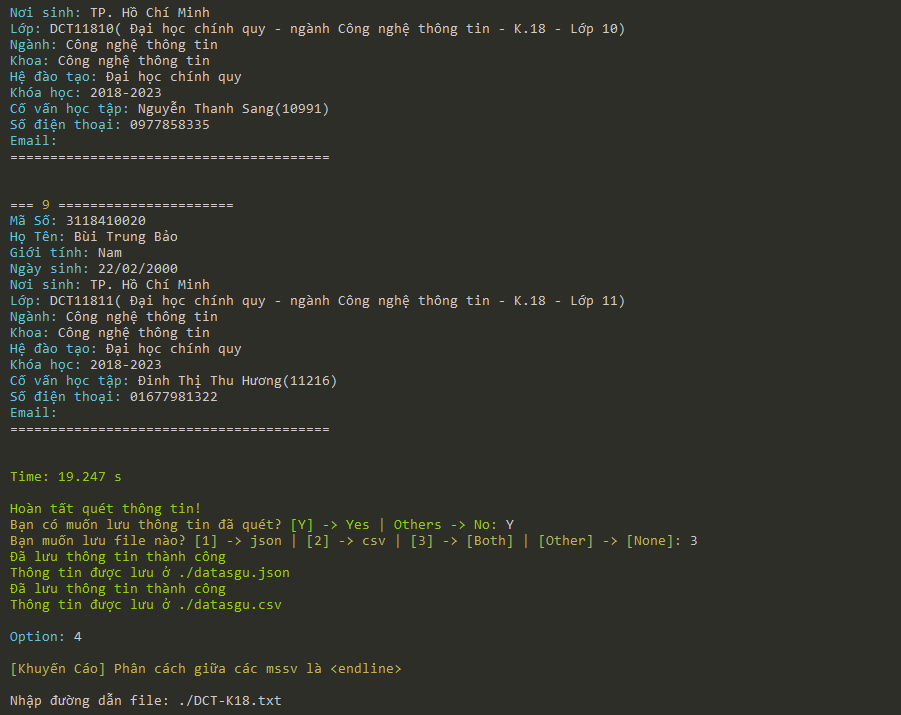 Nơi sinh: TP. Hồ Chí Minh
Lớp: DCT11810( Đại học chính quy - ngành Công nghệ thông tin - K.18 - Lớp 10)
Ngành: Công nghệ thông tin
Khoa: Công nghệ thông tin
Hệ đào tạo: Đại học chính quy
Khóa học: 2018-2023
Cố vấn học tập: Nguyễn Thanh Sang(10991)
Số điện thoại: 0977858335
Email:
========================================
=== 9 ======================
Mã Số: 3118410020
Họ Tên: Bùi Trung Bảo
Giới tính: Nam
Ngày sinh: 22/02/2000
Nơi sinh: TP. Hồ Chí Minh
Lớp: DCT11811( Đại học chính quy - ngành Công nghệ thông tin - K.18 - Lớp 11)
Ngành: Công nghệ thông tin
Khoa: Công nghệ thông tin
Hệ đào tạo: Đại học chính quy
Khóa học: 2018-2023
Cố vấn học tập: Đinh Thị Thu Hương(11216)
Số điện thoại: 01677981322
Email:
========================================
Time: 19.247 s
Hoàn tất quét thông tin!
Bạn có muốn lưu thông tin đã quét? [Y] -> Yes | Others -> No: Y
Bạn muốn lưu file nào? [1] -> json | [2] -> csv | [3] -> [Both] | [Other] -> [None]: 3
Đã lưu thông tin thành công
Thông tin được lưu ở ./datasgu.json
Đã lưu thông tin thành công
Thông tin được lưu ở ./datasgu.csv
Option: 4
[Khuyến Cáo] Phân cách giữa các mssv là <endline>
Nhập đường dẫn file: ./DCT-K18.txt